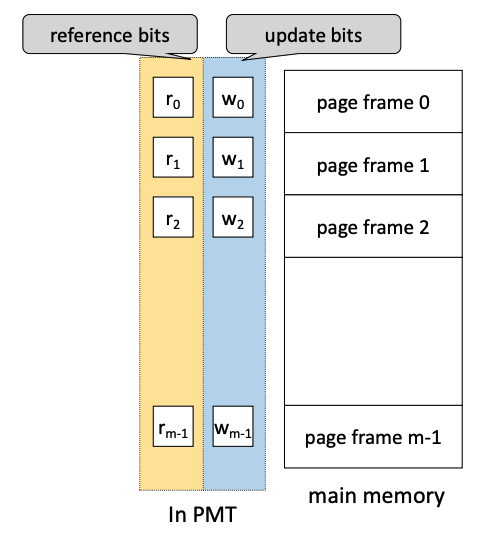 reference bits
update bits
r0 w0 page frame 0
r1 w1 page frame 1
r2 w2 page frame 2
rm-1 wm-1 page frame m-1
main memory
In PMT